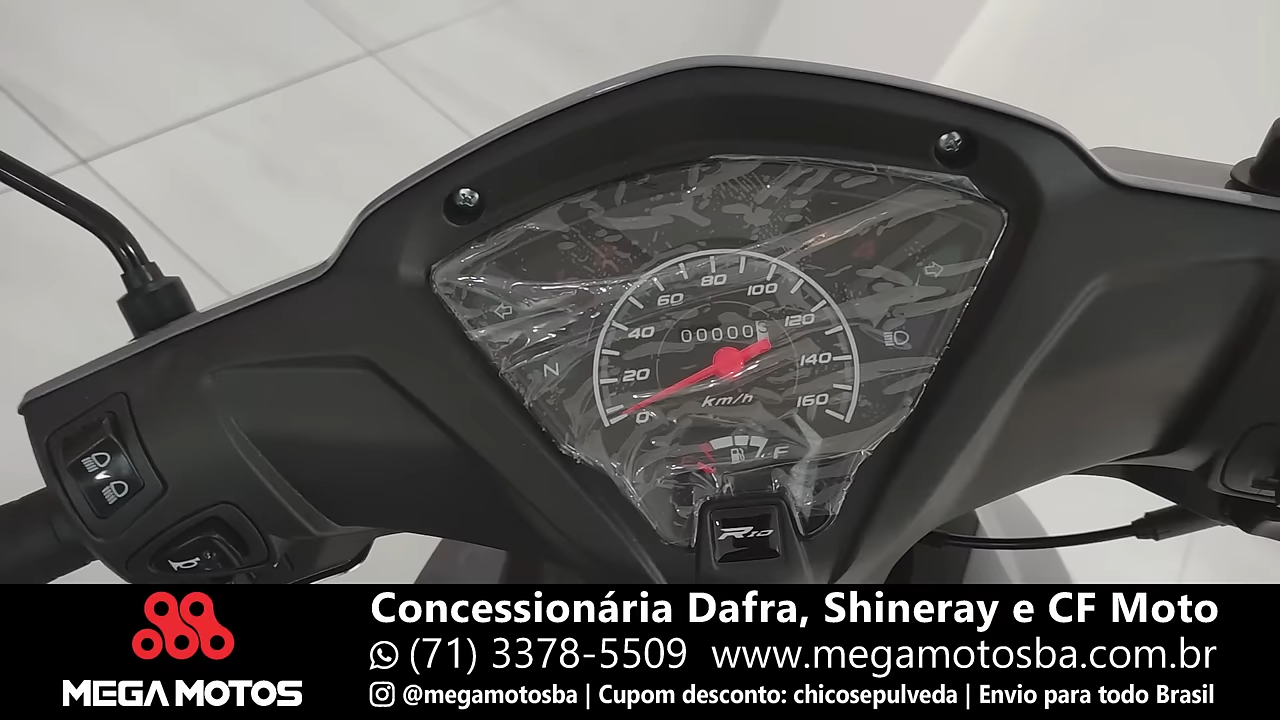 80
60
100
40
00000
120
N
20
140
km/h
0
160
F
Rio
Concessionária Dafra, Shineray e CF Moto
(71) 3378-5509 www.megamotosba.com.br
MEGA MOTOS
@megamotosba | Cupom desconto: chicosepulveda | Envio para todo Brasil